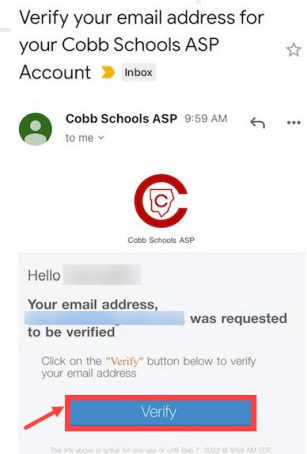 Verify your email address for
your Cobb Schools ASP
Account Inbox
Cobb Schools ASP 9:59 AM
to me
C
Cobb Schools ASP
Hello
Your email address,
was requested
to be verified
Click on the "Verify" button below to verify
your email address
Verify
The link above is active for one use or until Sep 7, 2023 @ 9:59 AM EDT